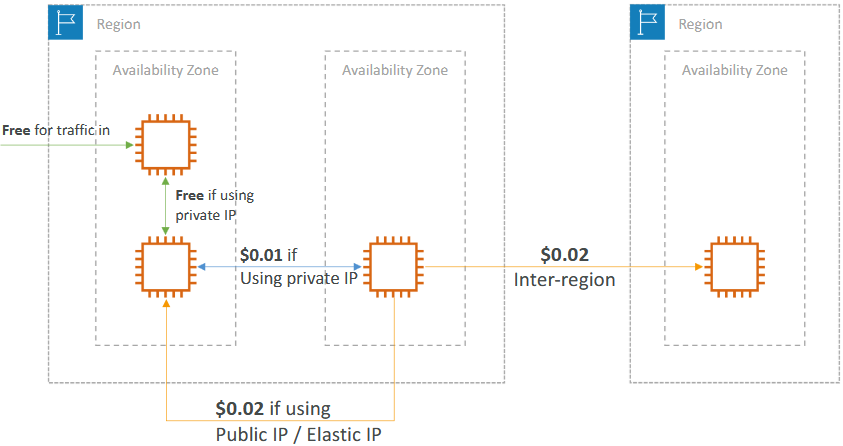 Region
Region
Availability Zone
Availability Zone
Availability Zone
Free for traffic in
Free if using
private IP
$0.01 if
Using private IP
$0.02
Inter-region
$0.02 if using
Public IP / Elastic IP